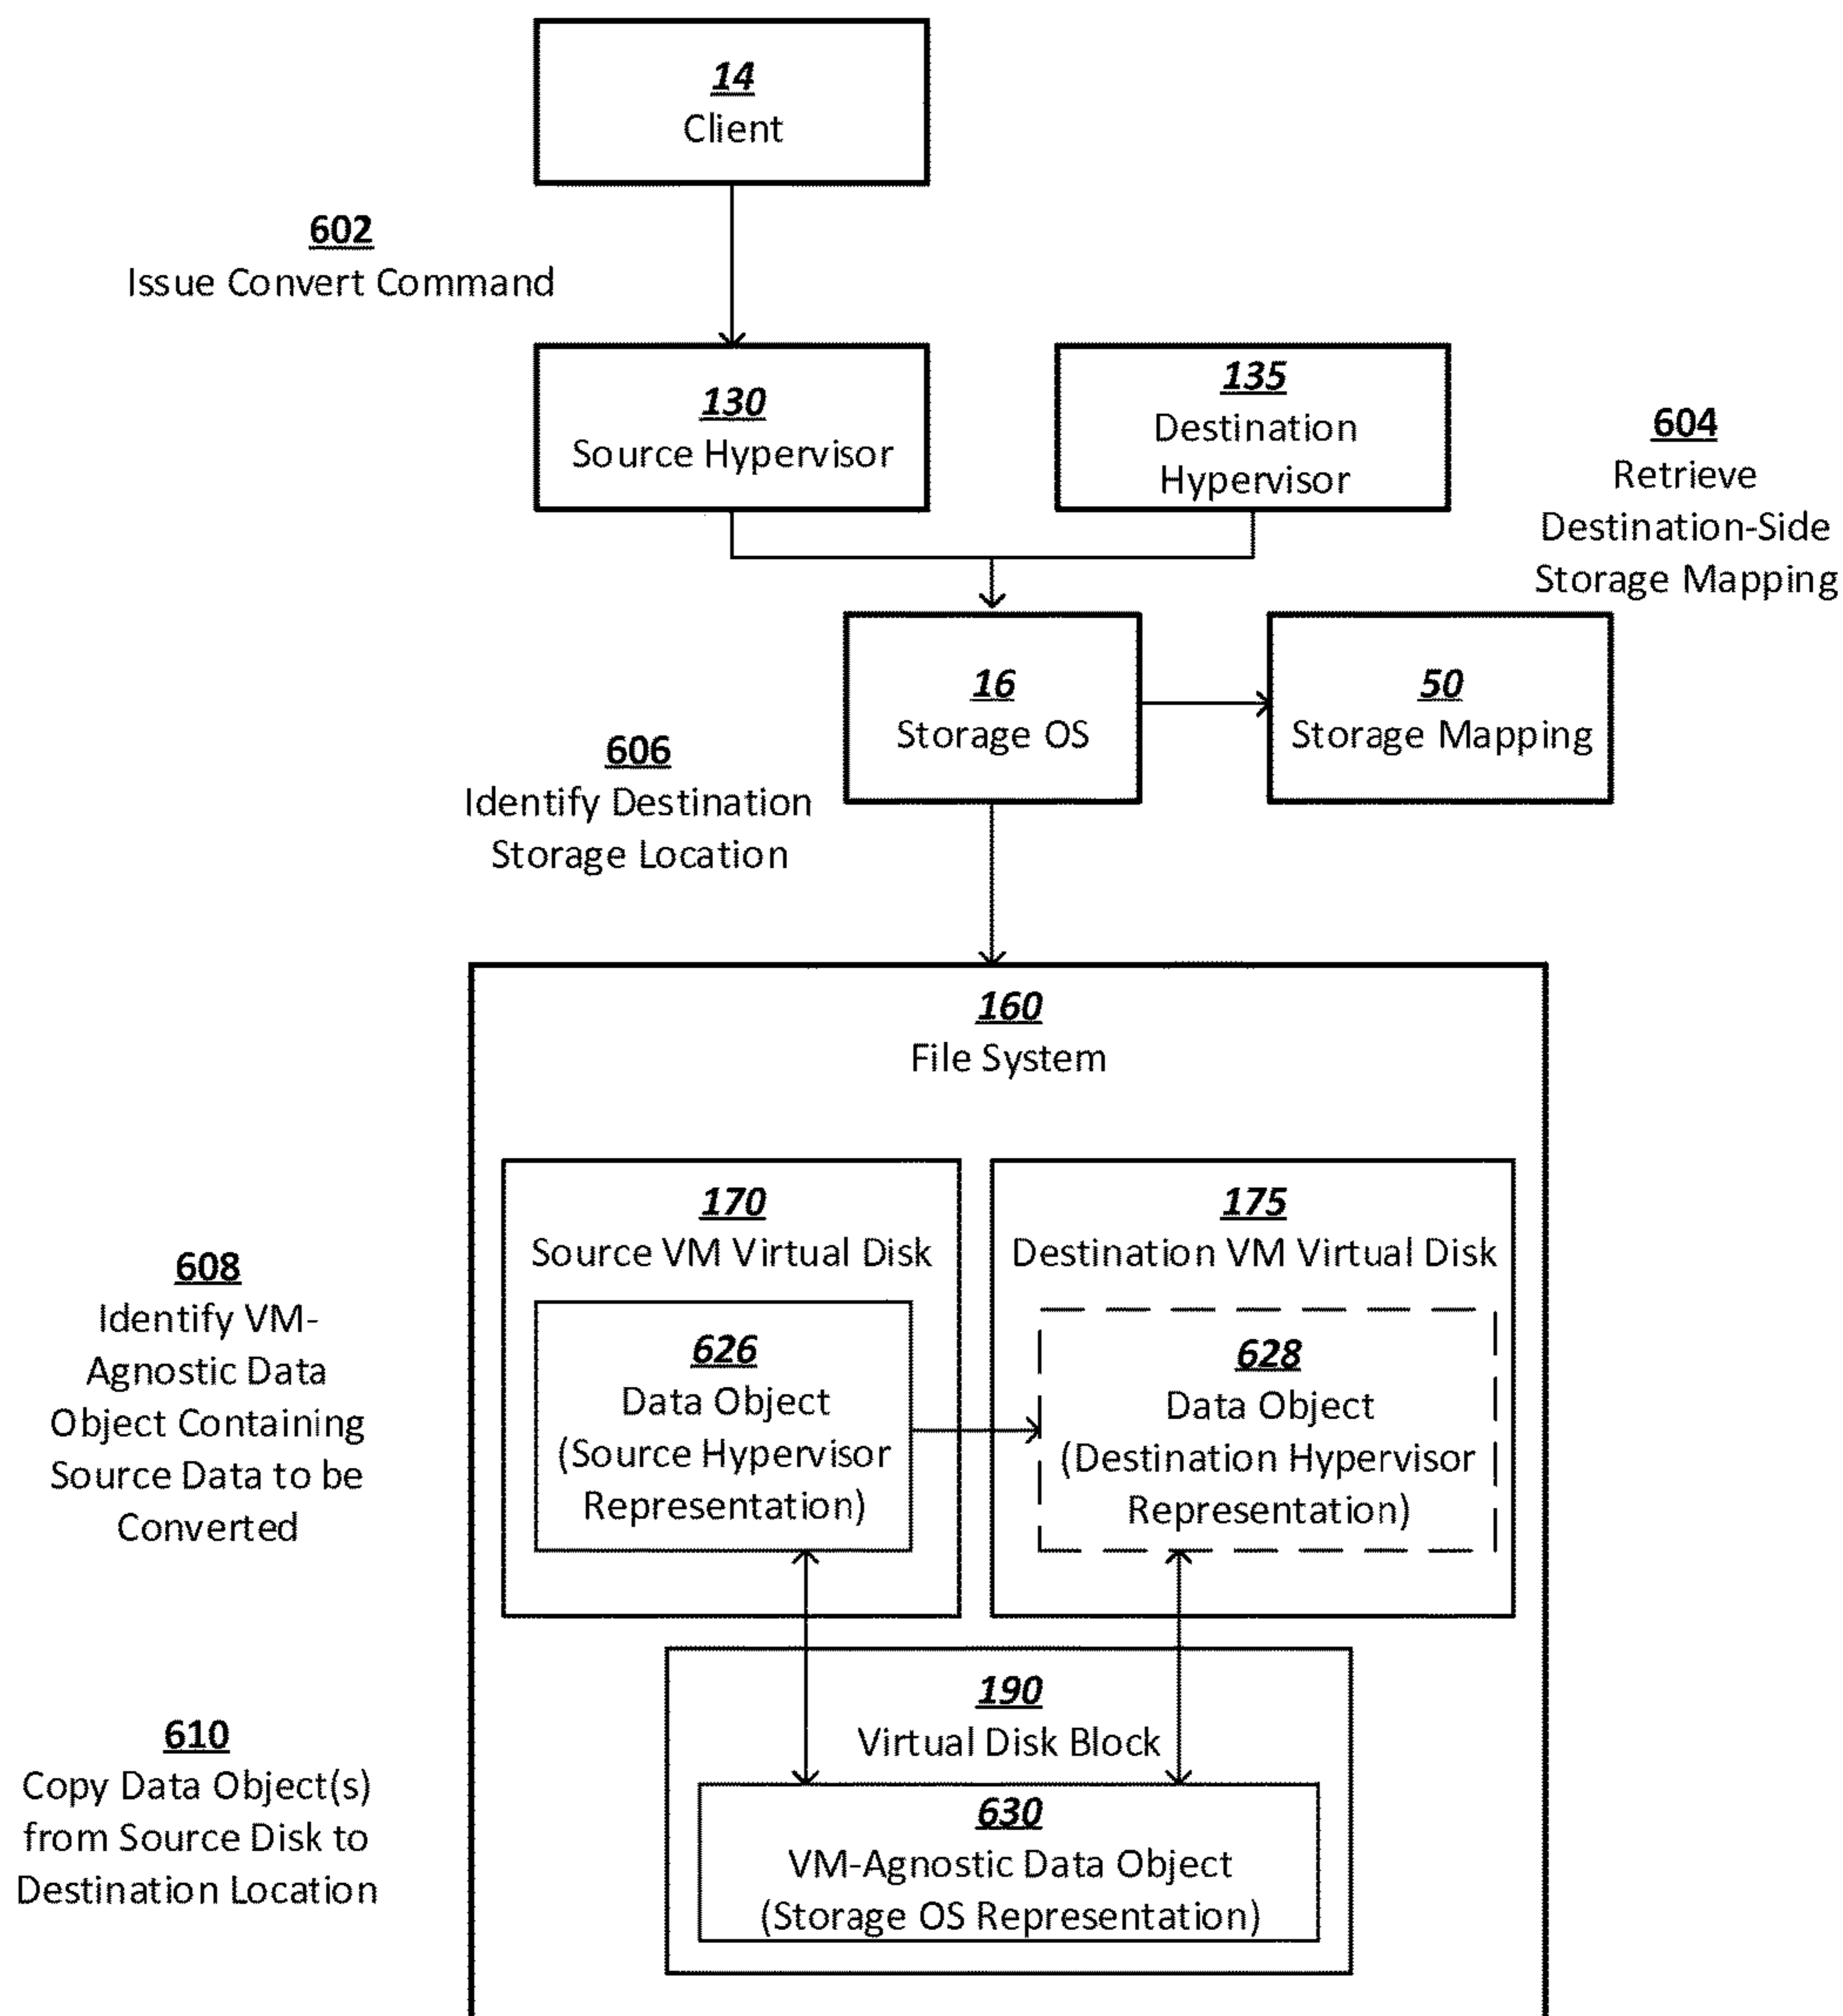 14
Client
602
Issue Convert Command
130
Source Hypervisor
135
Destination
Hypervisor
604
Retrieve
Destination-Side
Storage Mapping
16
Storage OS
50
Storage Mapping
606
Identify Destination
Storage Location
160
File System
170
Source VM Virtual Disk
175
Destination VM Virtual Disk
608
Identify VM-
Agnostic Data
Object Containing
Source Data to be
Converted
626
Data Object
(Source Hypervisor
Representation)
628
Data Object
(Destination Hypervisor
Representation)
190
Virtual Disk Block
610
Copy Data Object(s)
from Source Disk to
Destination Location
630
VM-Agnostic Data Object
(Storage OS Representation)